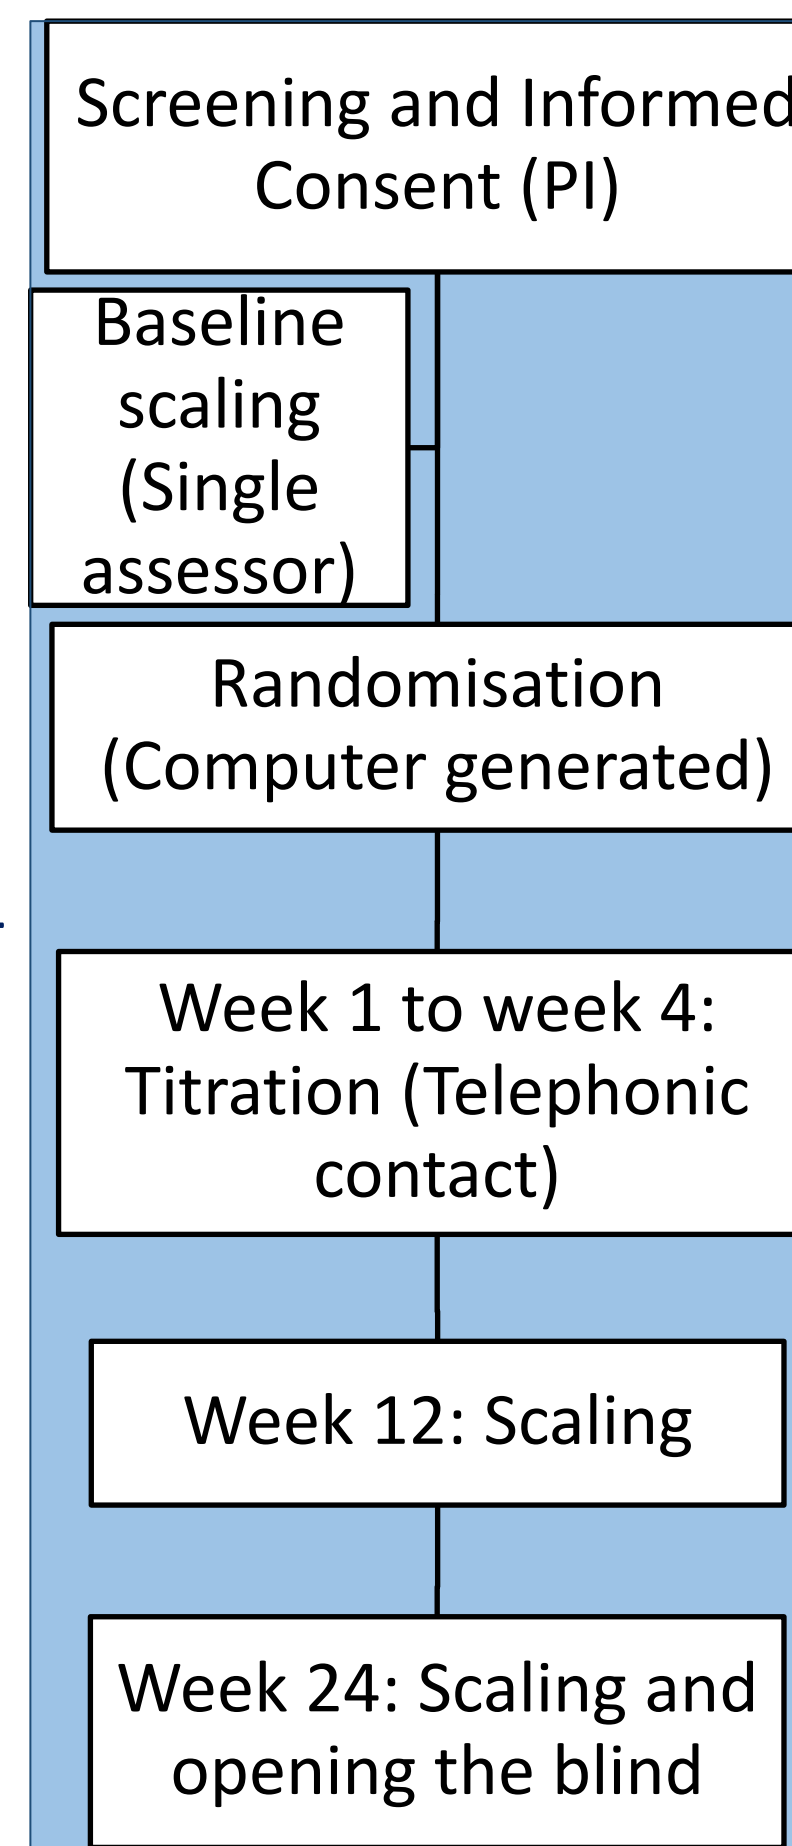 Screening and Informed
Consent (PI)
Baseline
scaling
(Single
assessor)
Randomisation
(Computer generated)
Week 1 to week 4:
Titration (Telephonic
contact)
Week 12: Scaling
Week 24: Scaling and
opening the blind